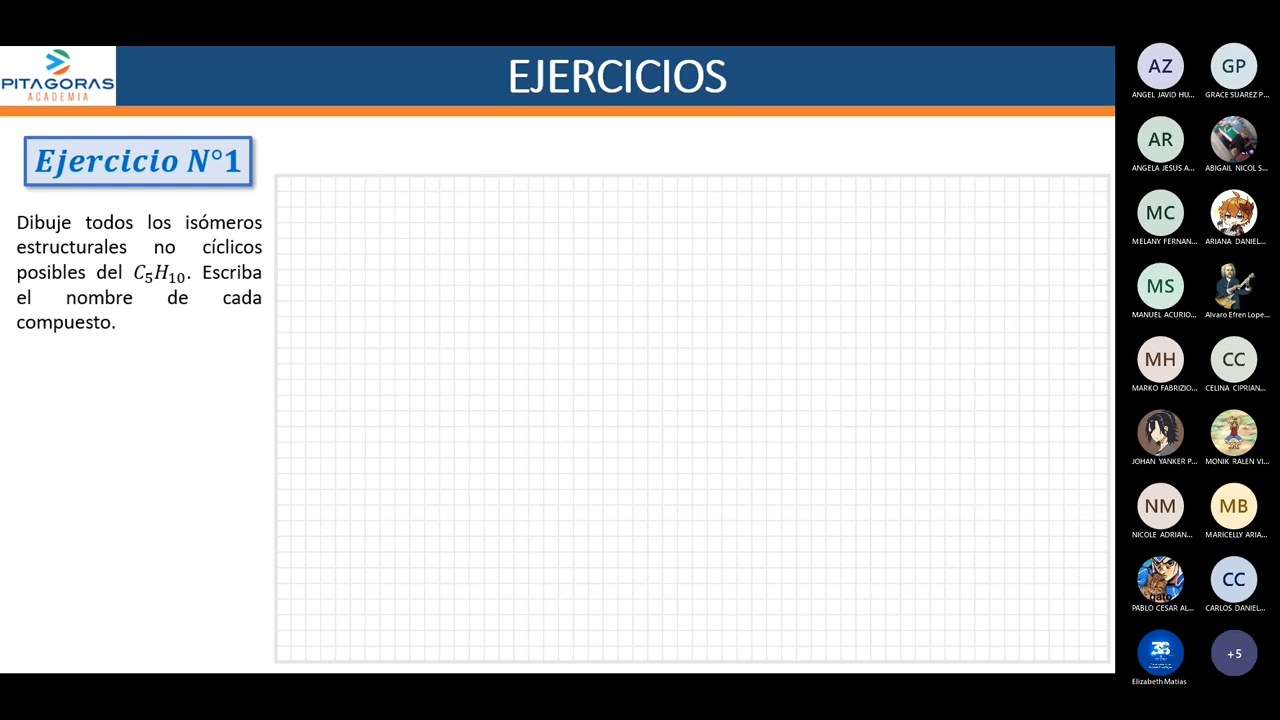 PITAGORAS
ACADEMIA
EJERCICIOS
Ejercicio N°1
Dibuje todos los isómeros
estructurales no cíclicos
posibles del C₅H₁₀. Escriba
el nombre de cada
compuesto.
AZ
ANGEL JAVID HU...
GP
GRACE SUAREZ P...
AR
ANGELA JESUS A...
ABIGAIL NICOL S...
MC
MELANY FERNAN...
ARIANA DANIEL...
MS
MANUEL ACURIO...
Alvaro Efren Lope...
MH
MARKO FABRIZIO...
CC
CELINA CIPRIAN...
JOHAN YANKER P...
MONIK RALEN VI...
NM
NICOLE ADRIAN...
MB
MARICELLY ARIA...
gato
PABLO CESAR AL...
CC
CARLOS DANIEL...
Elizabeth Matias
+5